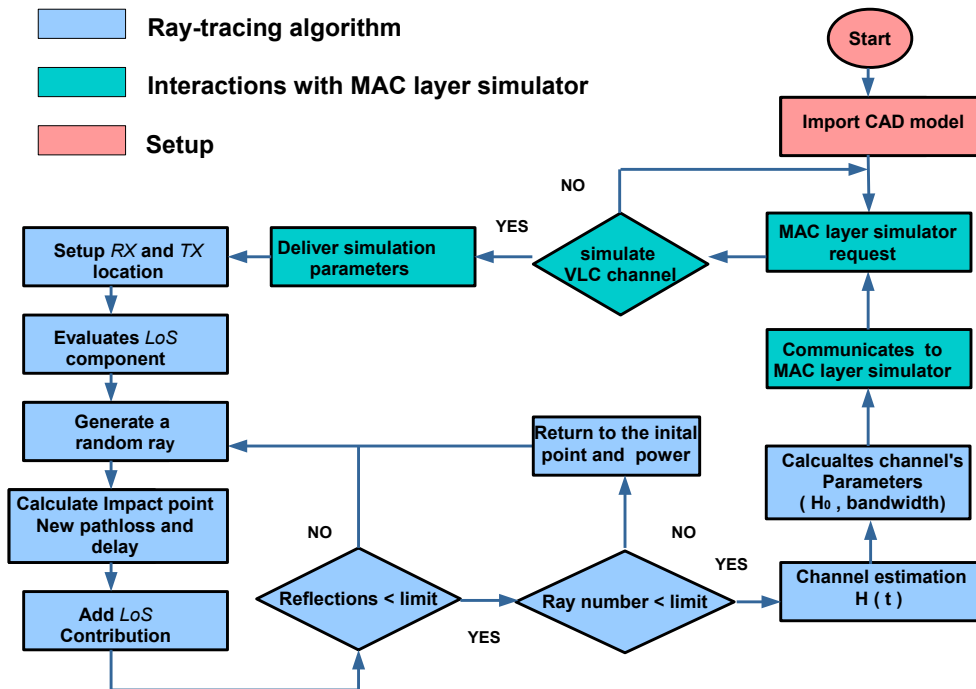 Ray-tracing algorithm
Interactions with MAC layer simulator
Setup
Start
Import CAD model
MAC layer simulator
request
NO
simulate
VLC channel
YES
Deliver simulation
parameters
Setup RX and TX
location
Evaluates LoS
component
Generate a
random ray
Calculate Impact point
New pathloss and
delay
Add LoS
Contribution
Reflections < limit
NO
YES
Ray number < limit
NO
Return to the inital
point and power
YES
Channel estimation
H ( t )
Calcualtes channel's
Parameters
( H₀ , bandwidth)
Communicates to
MAC layer simulator